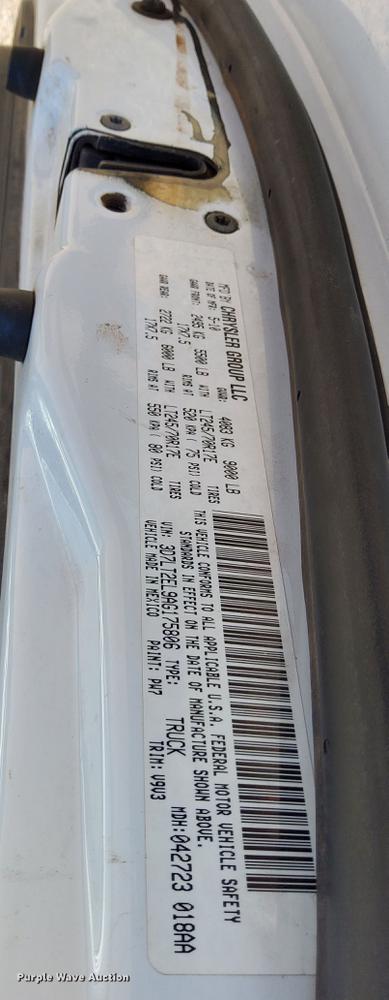 MFD BY CHRYSLER GROUP LLC
DATE OF MFR. 5-10 GVWR: 4083 KG 9000 LB
GAWR FRONT: 2495 KG 5500 LB WITH LT245/70R17E TIRES
17X7.5 RIMS AT 520 KPA ( 75 PSI) COLD
GAWR REAR: 2722 KG 6000 LB WITH LT245/70R17E TIRES
17X7.5 RIMS AT 550 KPA ( 80 PSI) COLD
THIS VEHICLE CONFORMS TO ALL APPLICABLE U.S.A. FEDERAL MOTOR VEHICLE SAFETY
STANDARDS IN EFFECT ON THE DATE OF MANUFACTURE SHOWN ABOVE.
VIN: 3D7LT2EL9AG175806 TYPE: TRUCK MDH:042723 018AA
VEHICLE MADE IN MEXICO PAINT: PW7 TRIM: V9V3
Purple Wave Auction